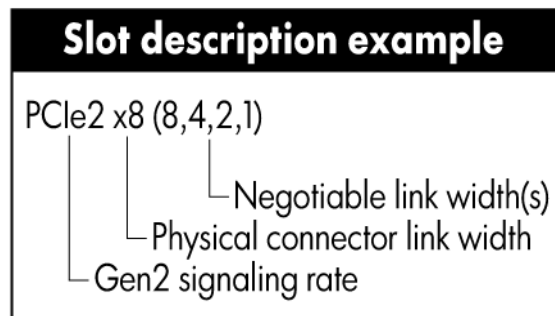 Slot description example
PCIe2 x8 (8,4,2,1)
Negotiable link width(s)
Physical connector link width
Gen2 signaling rate